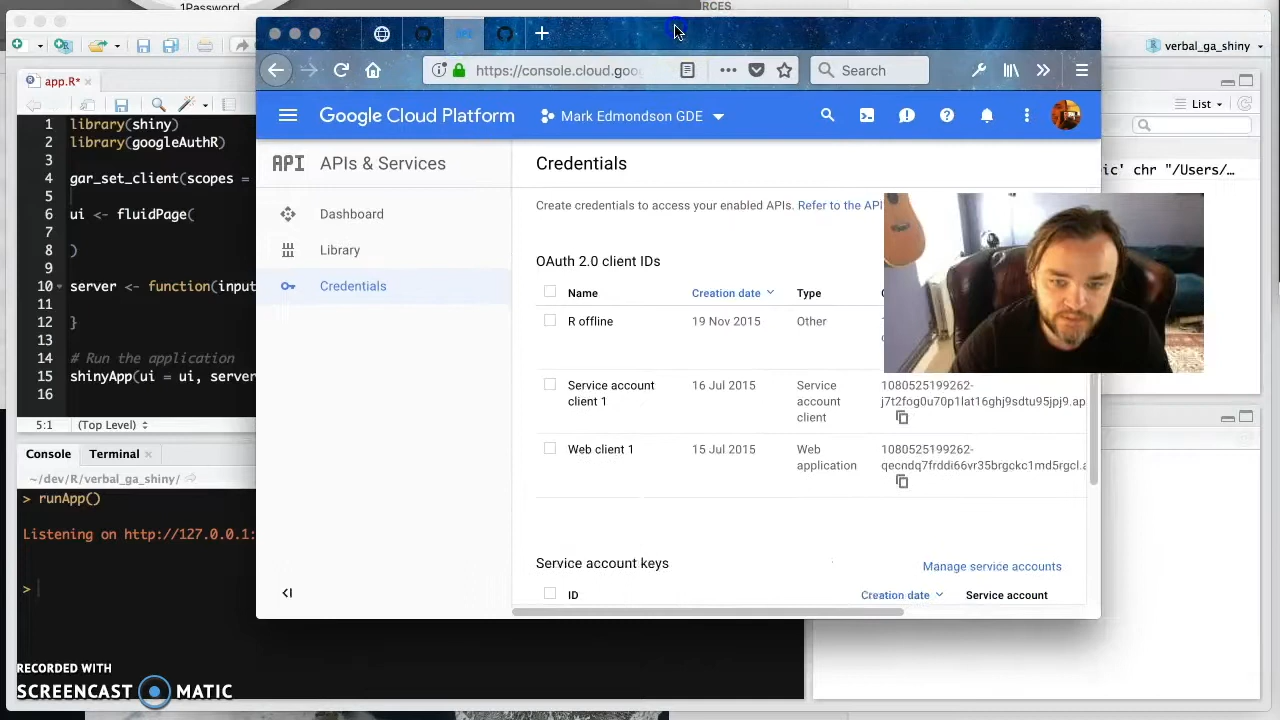 1Password
RCES
verbal_ga_shiny
https://console.cloud.goo
Search
app.R*
List
Google Cloud Platform
Mark Edmondson GDE
API APIs & Services
Credentials
1 library(shiny)
2 library(googleAuthR)
3
4 gar_set_client(scopes =
5
6 ui <- fluidPage(
7
8 )
9
10 server <- function(input
11
12 }
13
14 # Run the application
15 shinyApp(ui = ui, server
16
5:1 (Top Level)
Dashboard
Library
Credentials
Create credentials to access your enabled APIs. Refer to the API
ic' chr "/Users/…
OAuth 2.0 client IDs
Name Creation date Type
R offline 19 Nov 2015 Other
Service account client 1 16 Jul 2015 Service account client 1080525199262-
j7t2fog0u70p1lat16ghj9sdtu95jpj9.ap
Web client 1 15 Jul 2015 Web application 1080525199262-
qecndq7frddi66vr35brgckc1md5rgcl.a
Service account keys
Manage service accounts
ID Creation date Service account
Console Terminal
~/dev/R/verbal_ga_shiny/
> runApp()
Listening on http://127.0.0.1:
>
RECORDED WITH
SCREENCAST MATIC